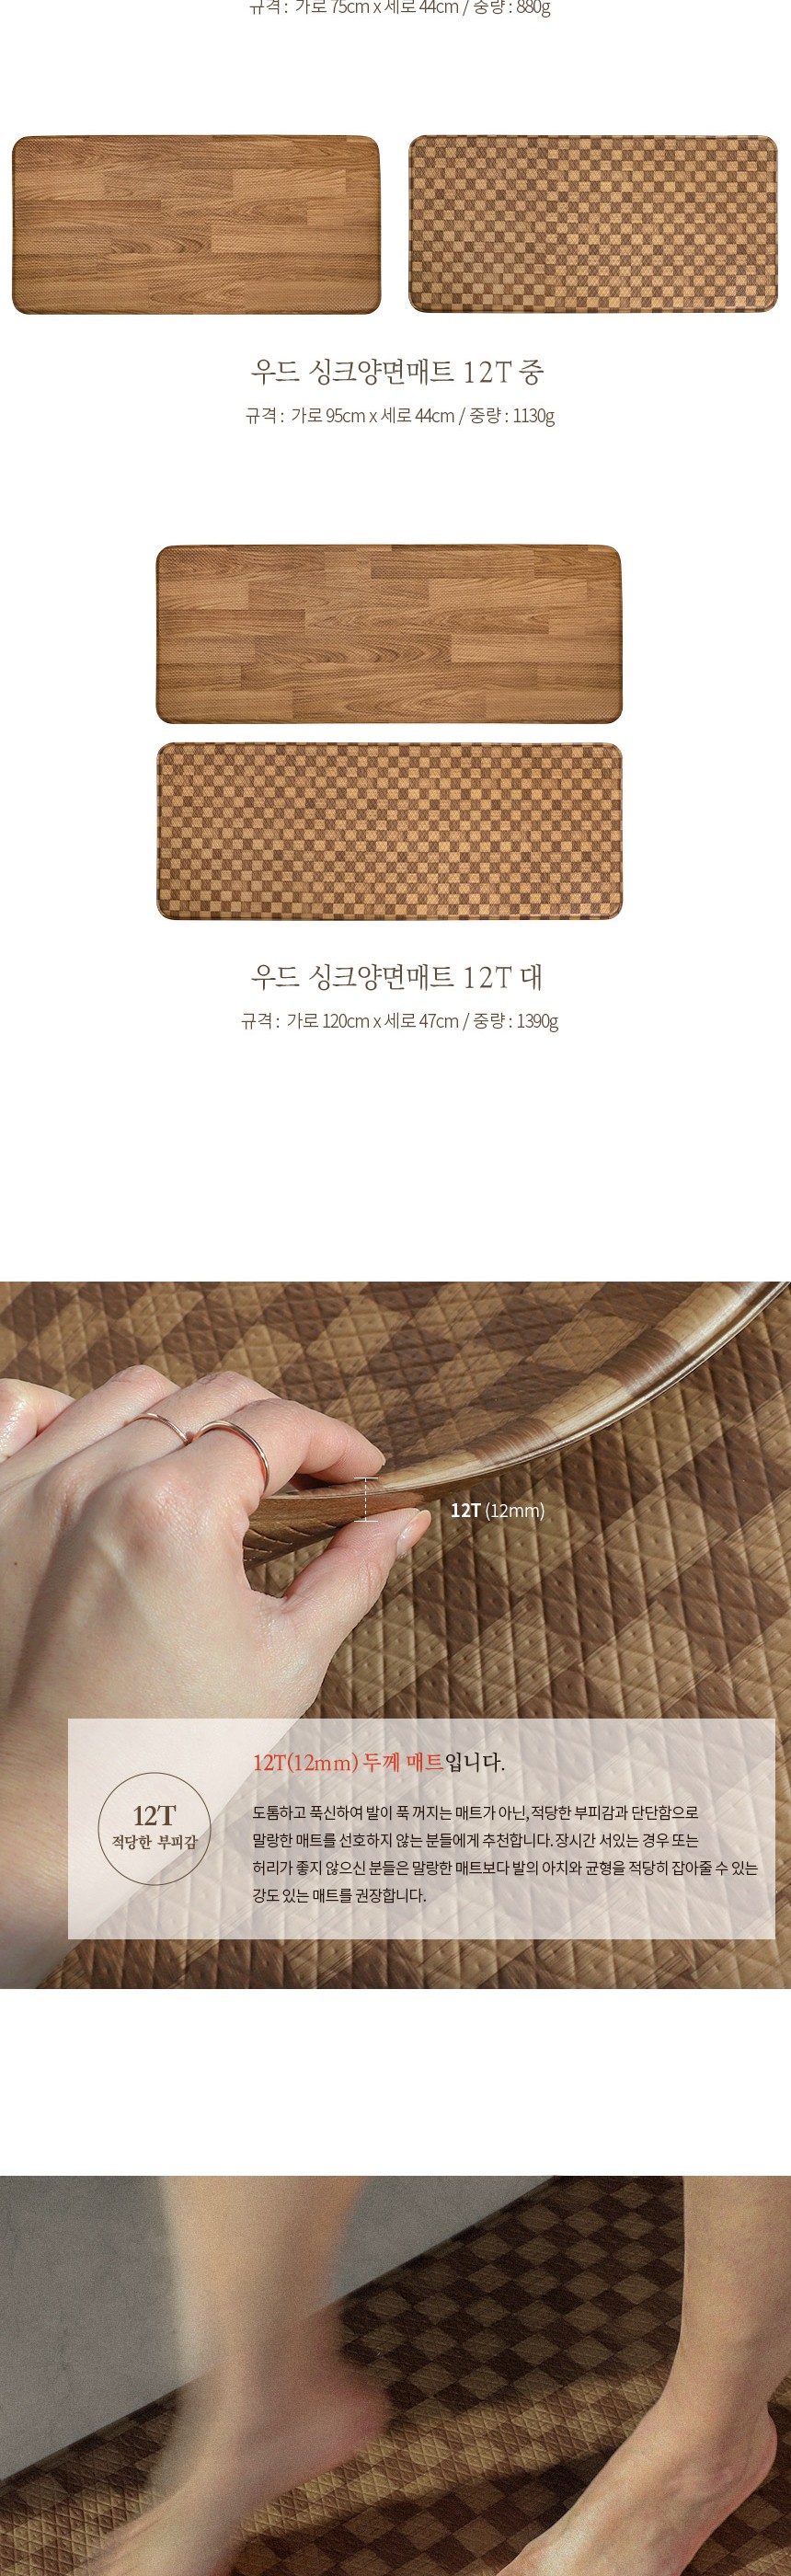 규격 : 가로 75cm x 세로 44cm / 중량 : 880g
우드 싱크양면매트 12T 중
규격 : 가로 95cm x 세로 44cm / 중량 : 1130g
우드 싱크양면매트 12T 대
규격 : 가로 120cm x 세로 47cm / 중량 : 1390g
12T (12mm)
12T(12mm) 두께 매트입니다.
12T
적당한 부피감
도톰하고 푹신하여 발이 푹 꺼지는 매트가 아닌, 적당한 부피감과 단단함으로
말랑한 매트를 선호하지 않는 분들에게 추천합니다. 장시간 서있는 경우 또는
허리가 좋지 않으신 분들은 말랑한 매트보다 발의 아치와 균형을 적당히 잡아줄 수 있는
강도 있는 매트를 권장합니다.